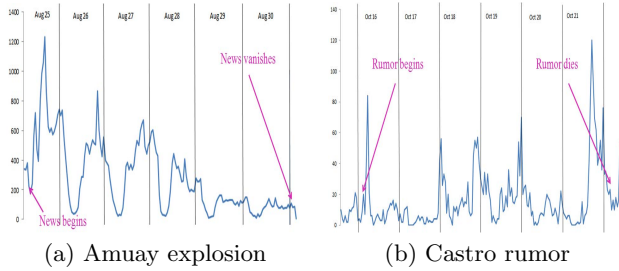 Aug 25 Aug 26 Aug 27 Aug 28 Aug 29 Aug 30
1400
1200
1000
800
600
400
200
0
News vanishes
News begins
(a) Amuay explosion
Oct 16 Oct 17 Oct 18 Oct 19 Oct 20 Oct 21
140
120
100
80
60
40
20
0
Rumor begins
Rumor dies
(b) Castro rumor